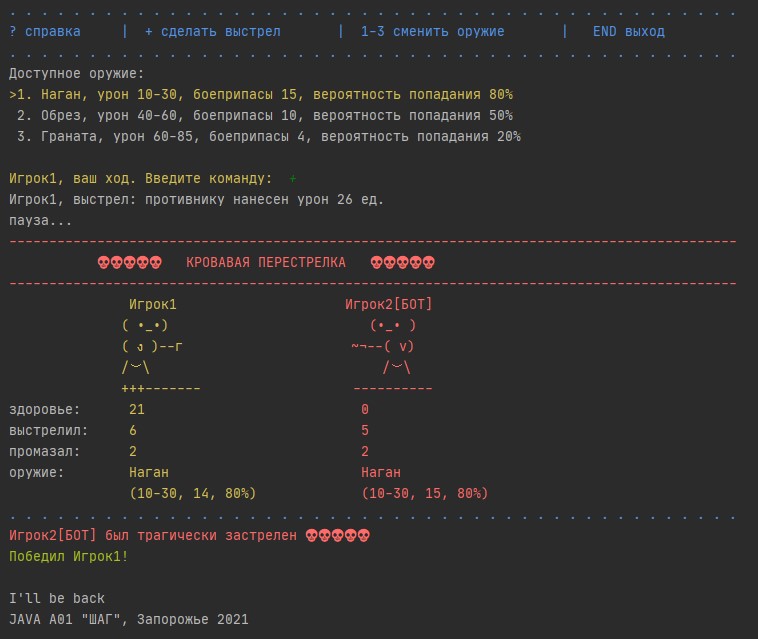 . . . . . . . . . . . . . . . . . . . . . . . . . . . . . . . . . . . . . . . . . . . . . .
? справка     |  + сделать выстрел       |  1-3 сменить оружие       |   END выход
. . . . . . . . . . . . . . . . . . . . . . . . . . . . . . . . . . . . . . . . . . . . . .
Доступное оружие:
>1. Наган, урон 10-30, боеприпасы 15, вероятность попадания 80%
 2. Обрез, урон 40-60, боеприпасы 10, вероятность попадания 50%
 3. Граната, урон 60-85, боеприпасы 4, вероятность попадания 20%
Игрок1, ваш ход. Введите команду:  +
Игрок1, выстрел: противнику нанесен урон 26 ед.
пауза...
-------------------------------------------------------------------------------------------
           💀💀💀💀💀   КРОВАВАЯ ПЕРЕСТРЕЛКА   💀💀💀💀💀
-------------------------------------------------------------------------------------------
               Игрок1                     Игрок2[БОТ]
              ( •_•)                         (•_• )
              ( ง )--г                     ~¬--( v)
              /︶\                             /︶\
              +++-------                   ----------
здоровье:      21                           0
выстрелил:     6                            5
промазал:      2                            2
оружие:        Наган                        Наган
               (10-30, 14, 80%)             (10-30, 15, 80%)
. . . . . . . . . . . . . . . . . . . . . . . . . . . . . . . . . . . . . . . . . . . . . .
Игрок2[БОТ] был трагически застрелен 💀💀💀💀💀
Победил Игрок1!
I'll be back
JAVA A01 "ШАГ", Запорожье 2021